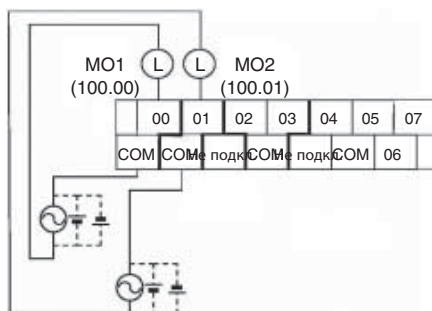 L L
MO1 MO2
(100.00) (100.01)
00 01 02 03 04 05 07
COM COM Не подкл COM Не подкл COM 06